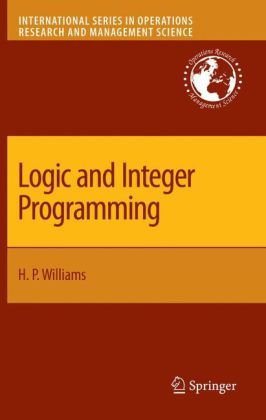 INTERNATIONAL SERIES IN OPERATIONS
RESEARCH AND MANAGEMENT SCIENCE
Operations Research
Management Science
Logic and Integer
Programming
H. P. Williams
Springer